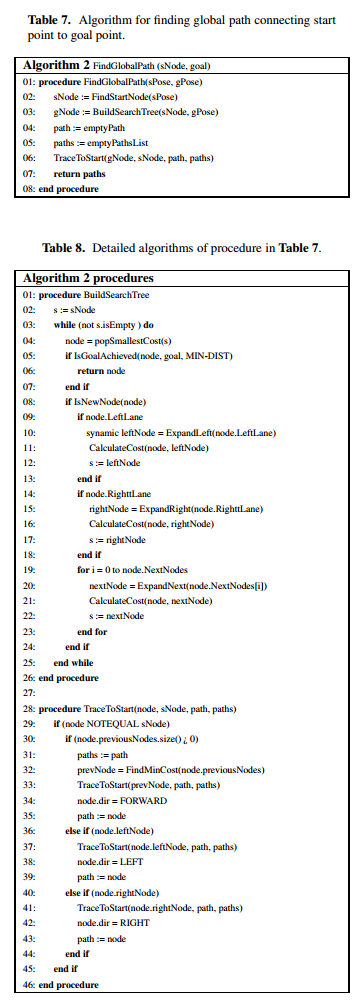 Table 7. Algorithm for finding global path connecting start
point to goal point.
Algorithm 2 FindGlobalPath (sNode, goal)
01: procedure FindGlobalPath(sPose, gPose)
02: sNode := FindStartNode(sPose)
03: gNode := BuildSearchTree(sNode, gPose)
04: path := emptyPath
05: paths := emptyPathsList
06: TraceToStart(gNode, sNode, path, paths)
07: return paths
08: end procedure
Table 8. Detailed algorithms of procedure in Table 7.
Algorithm 2 procedures
01: procedure BuildSearchTree
02: s := sNode
03: while (not s.isEmpty ) do
04: node = popSmallestCost(s)
05: if IsGoalAchieved(node, goal, MIN-DIST)
06: return node
07: end if
08: if IsNewNode(node)
09: if node.LeftLane
10: synamic leftNode = ExpandLeft(node.LeftLane)
11: CalculateCost(node, leftNode)
12: s := leftNode
13: end if
14: if node.RighttLane
15: rightNode = ExpandRight(node.RighttLane)
16: CalculateCost(node, rightNode)
17: s := rightNode
18: end if
19: for i = 0 to node.NextNodes
20: nextNode = ExpandNext(node.NextNodes[i])
21: CalculateCost(node, nextNode)
22: s := nextNode
23: end for
24: end if
25: end while
26: end procedure
27:
28: procedure TraceToStart(node, sNode, path, paths)
29: if (node NOTEQUAL sNode)
30: if (node.previousNodes.size() ¿ 0)
31: paths := path
32: prevNode = FindMinCost(node.previousNodes)
33: TraceToStart(prevNode, path, paths)
34: node.dir = FORWARD
35: path := node
36: else if (node.leftNode)
37: TraceToStart(node.leftNode, path, paths)
38: node.dir = LEFT
39: path := node
40: else if (node.rightNode)
41: TraceToStart(node.rightNode, path, paths)
42: node.dir = RIGHT
43: path := node
44: end if
45: end if
46: end procedure